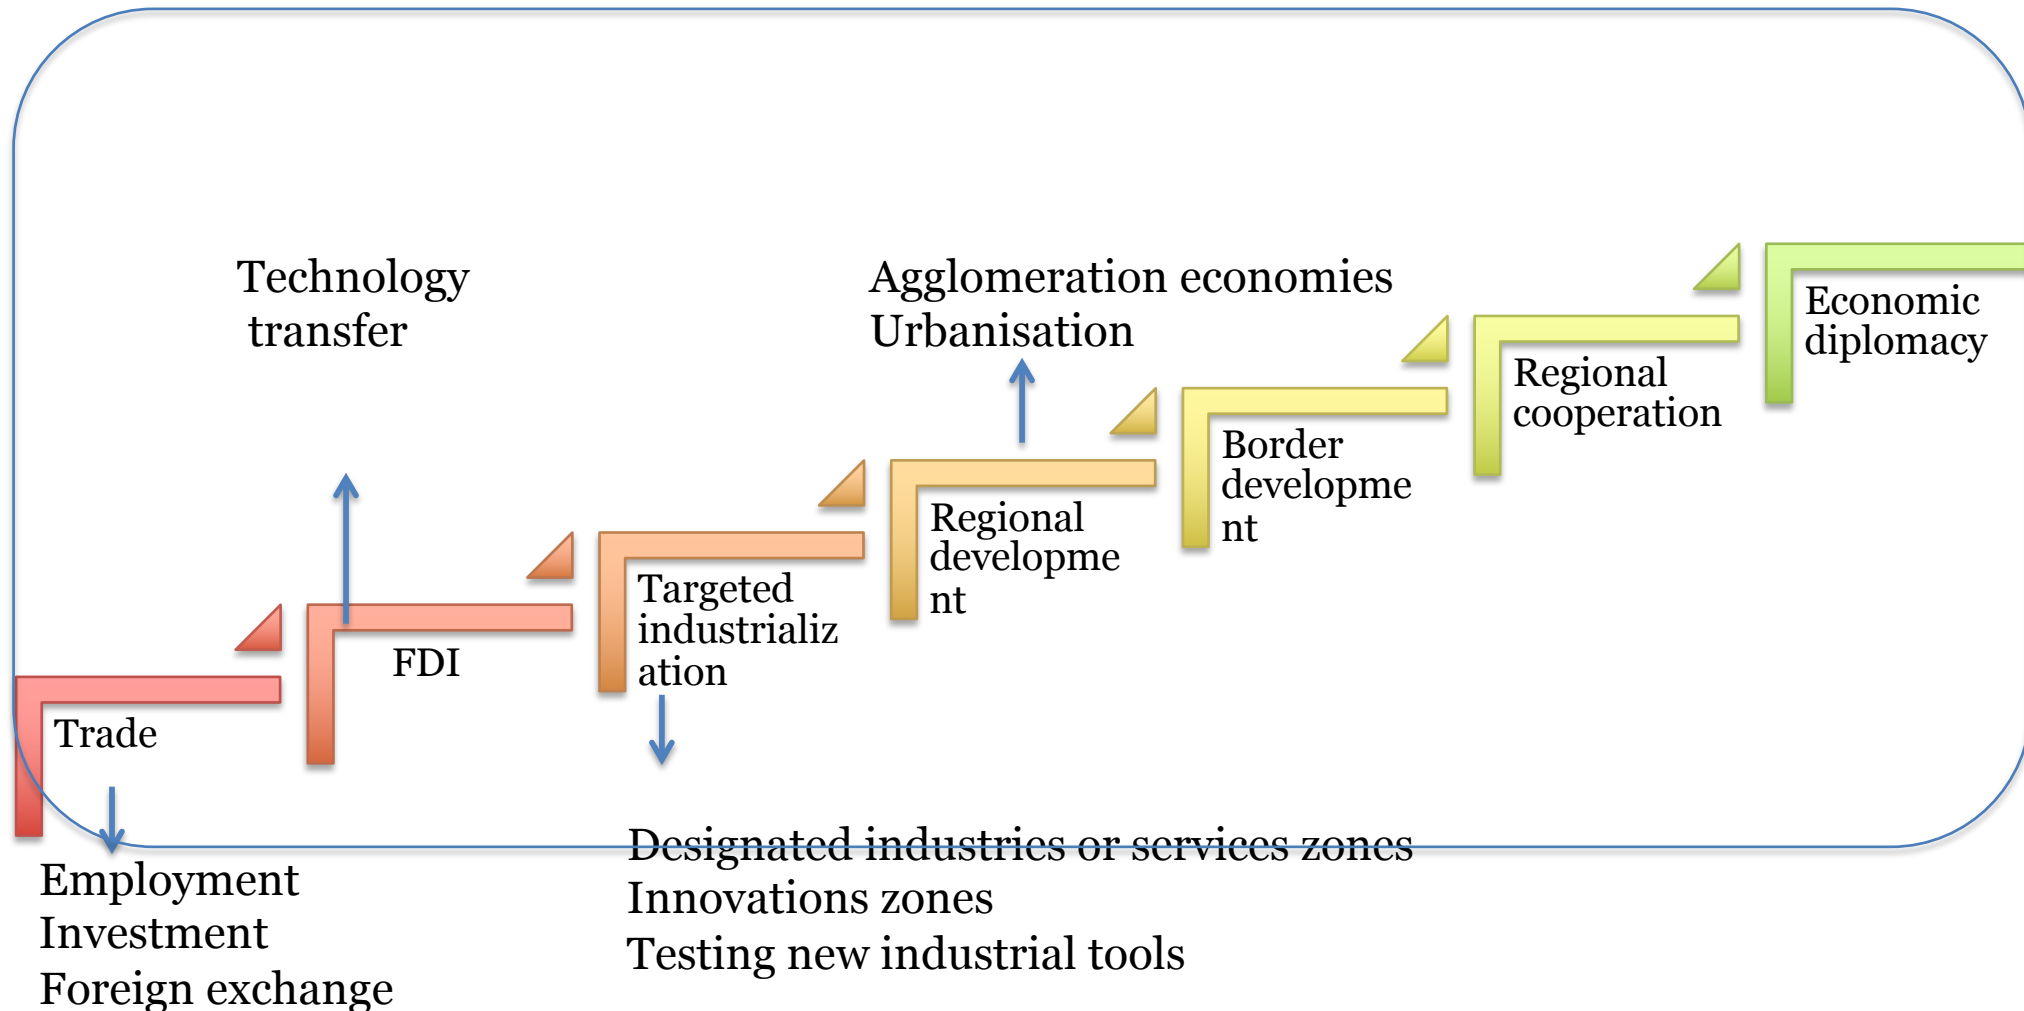 Technology
transfer
Agglomeration economies
Urbanisation
Economic
diplomacy
Regional
cooperation
Border
developme
nt
Regional
developme
nt
Targeted
industrializ
ation
FDI
Trade
Employment
Investment
Foreign exchange
Designated industries or services zones
Innovations zones
Testing new industrial tools